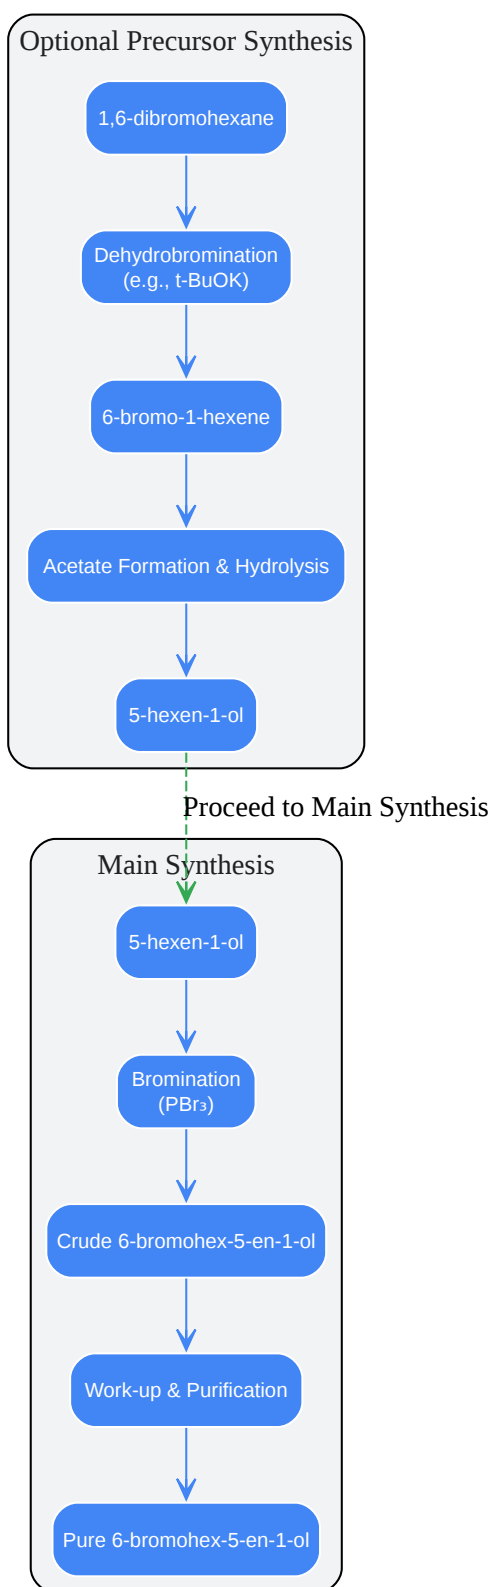 Optional Precursor Synthesis
1,6-dibromohexane
Dehydrobromination
(e.g., t-BuOK)
6-bromo-1-hexene
Acetate Formation & Hydrolysis
5-hexen-1-ol
Proceed to Main Synthesis
Main Synthesis
5-hexen-1-ol
Bromination
(PBr₃)
Crude 6-bromohex-5-en-1-ol
Work-up & Purification
Pure 6-bromohex-5-en-1-ol